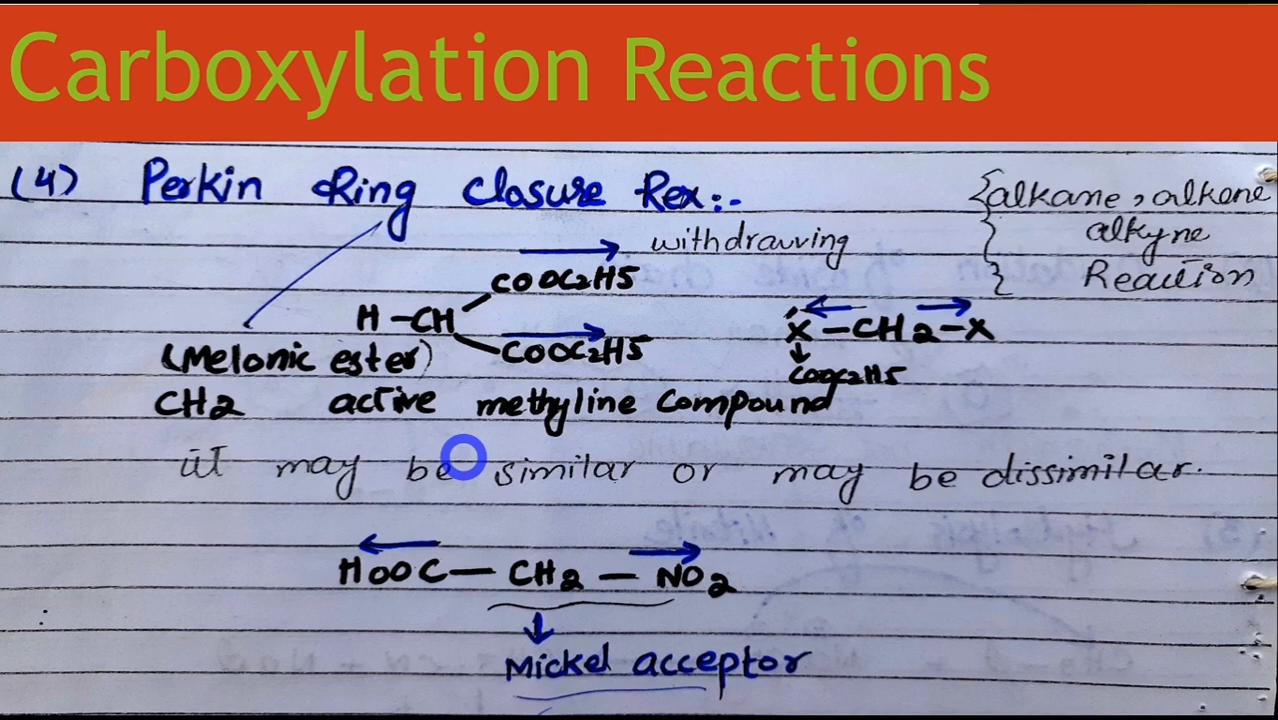 Carboxylation Reactions
(4) Perkin Ring Closure Rex:-
{alkane, alkene
alkyne
Reaction
withdrawing
COOC2H5
H-CH
COOC2H5
X-CH2-X
COOC2H5
(Melonic ester)
CH2 active methyline compound
it may be similar or may be dissimilar.
HOOC-CH2-NO2
Mickel acceptor